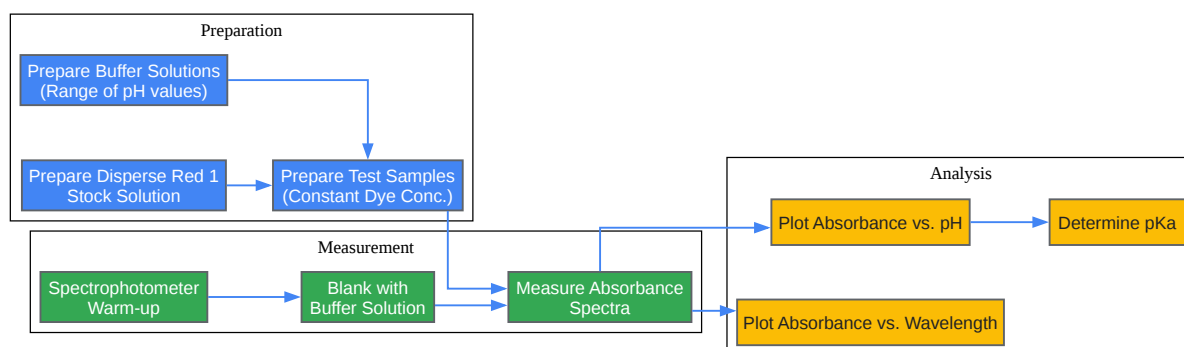 Preparation
Prepare Buffer Solutions
(Range of pH values)
Prepare Disperse Red 1
Stock Solution
Prepare Test Samples
(Constant Dye Conc.)
Measurement
Spectrophotometer
Warm-up
Blank with
Buffer Solution
Measure Absorbance
Spectra
Analysis
Plot Absorbance vs. pH
Determine pKa
Plot Absorbance vs. Wavelength